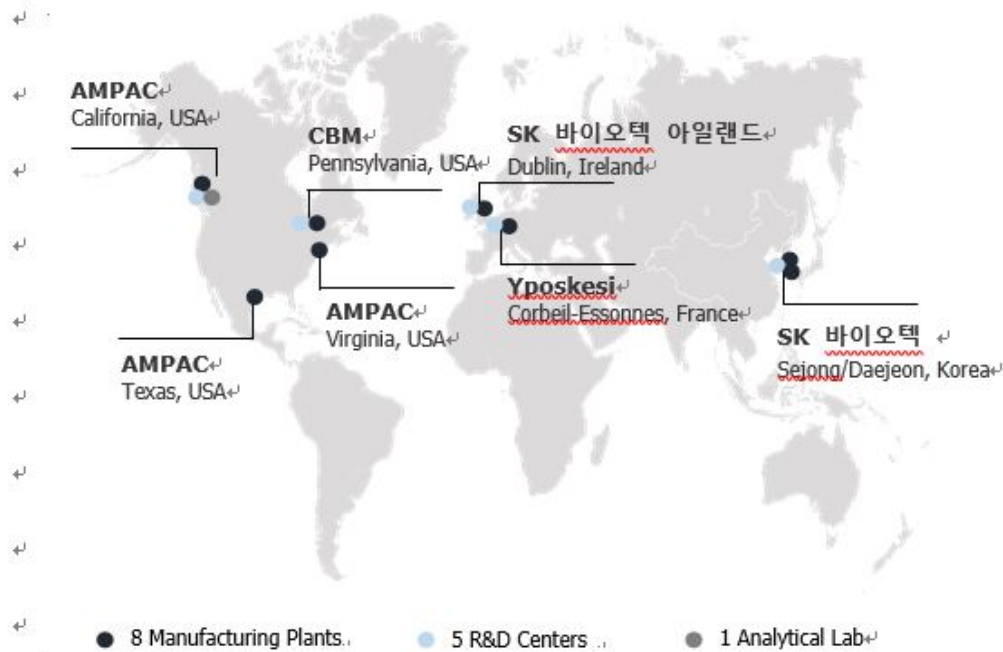 AMPAC
California, USA
CBM
Pennsylvania, USA
SK 바이오텍 아일랜드
Dublin, Ireland
Yposkesi
Corbeil-Essonnes, France
AMPAC
Virginia, USA
SK 바이오텍
Sejong/Daejeon, Korea
AMPAC
Texas, USA
8 Manufacturing Plants
5 R&D Centers
1 Analytical Lab